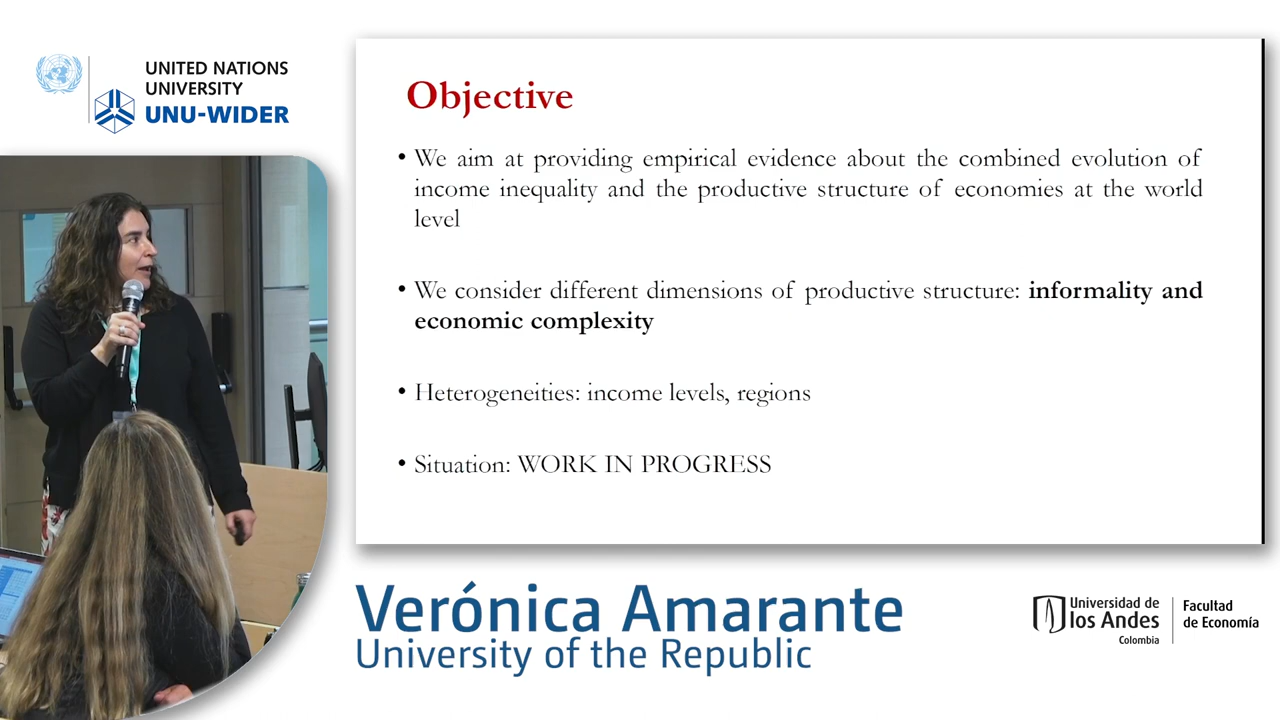 UNITED NATIONS
UNIVERSITY
UNU-WIDER
Objective
• We aim at providing empirical evidence about the combined evolution of
income inequality and the productive structure of economies at the world
level
• We consider different dimensions of productive structure: informality and
economic complexity
• Heterogeneities: income levels, regions
• Situation: WORK IN PROGRESS
Verónica Amarante
University of the Republic
Universidad de
los Andes
Colombia
Facultad
de Economía